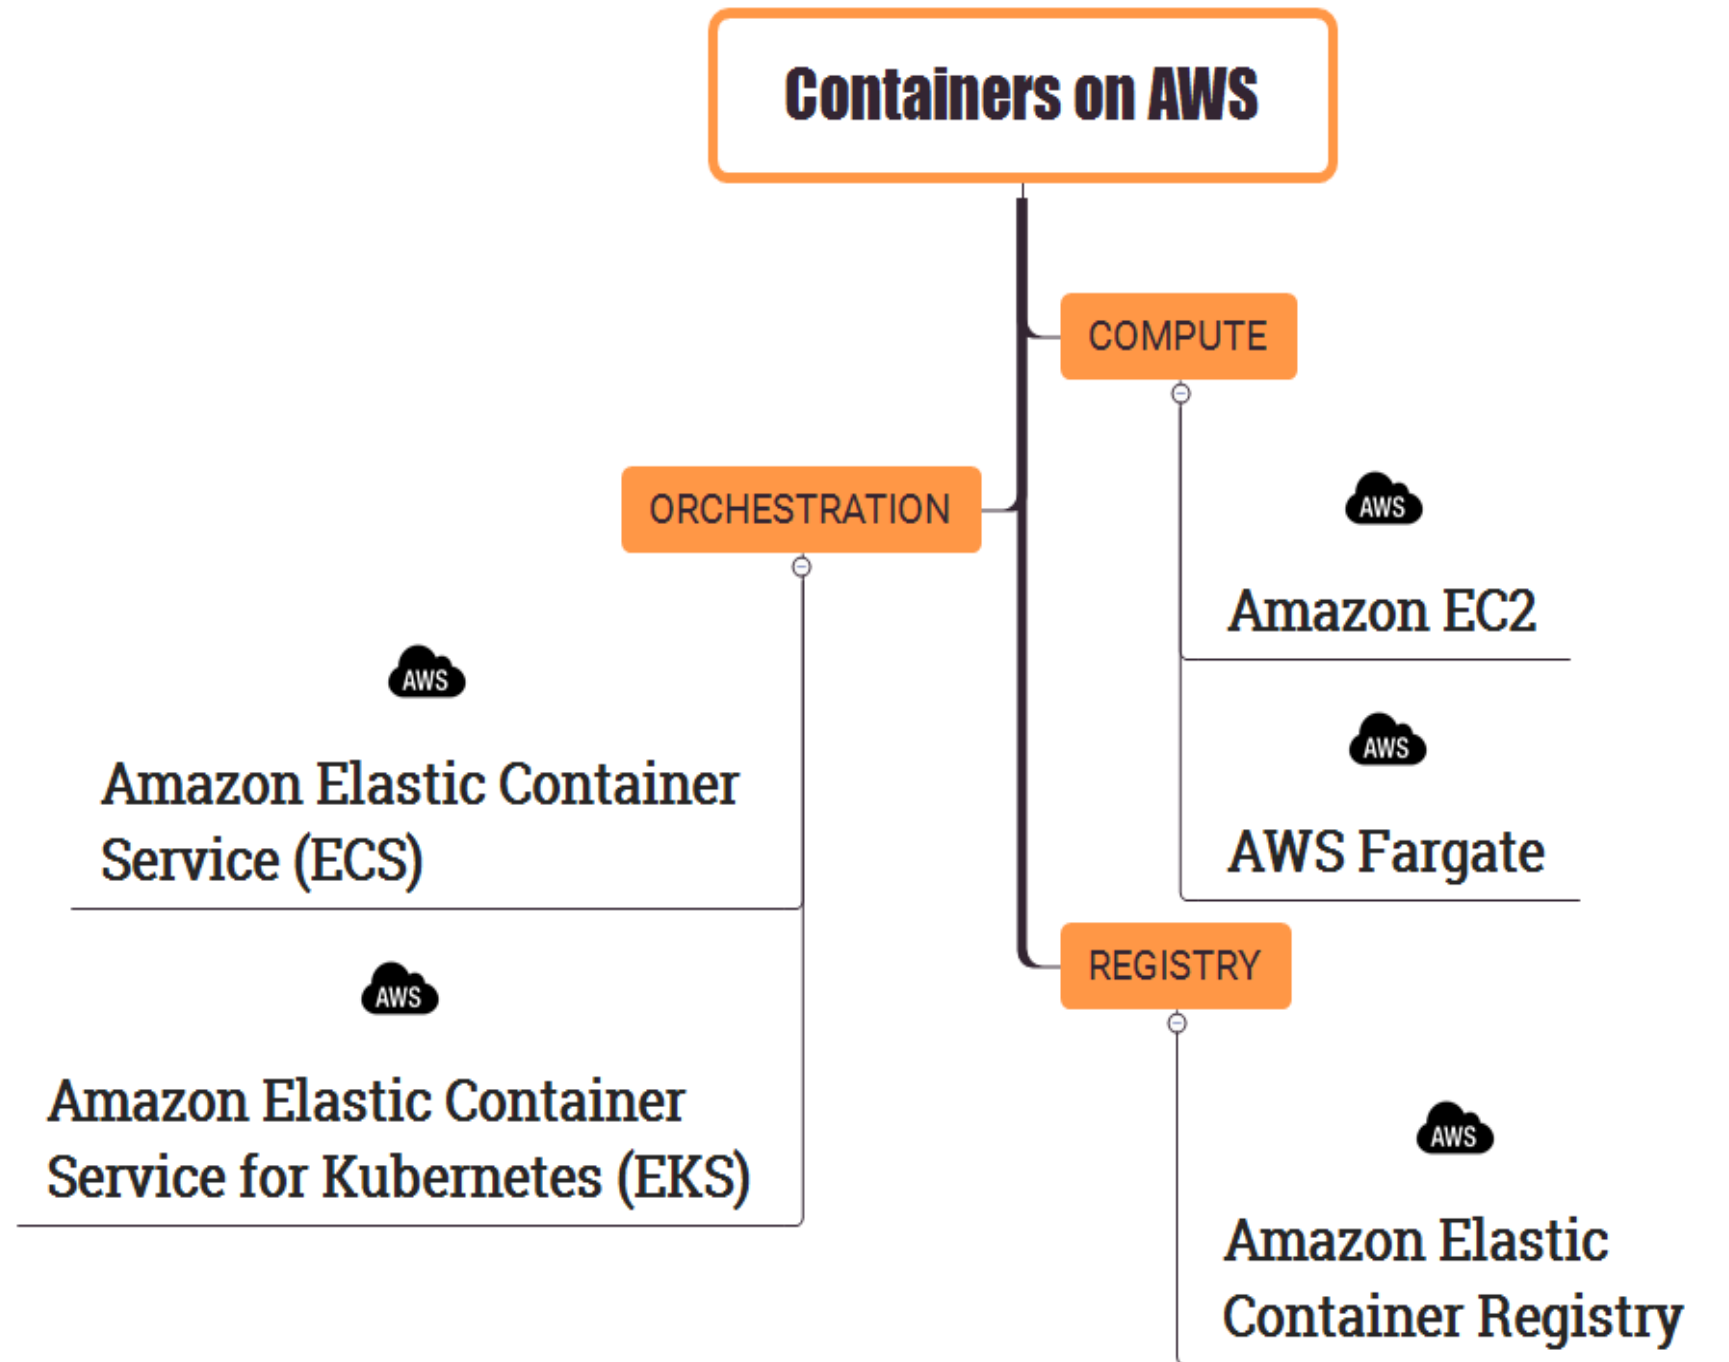 Containers on AWS
COMPUTE
AWS
Amazon EC2
AWS
AWS Fargate
ORCHESTRATION
AWS
Amazon Elastic Container
Service (ECS)
AWS
Amazon Elastic Container
Service for Kubernetes (EKS)
REGISTRY
AWS
Amazon Elastic
Container Registry